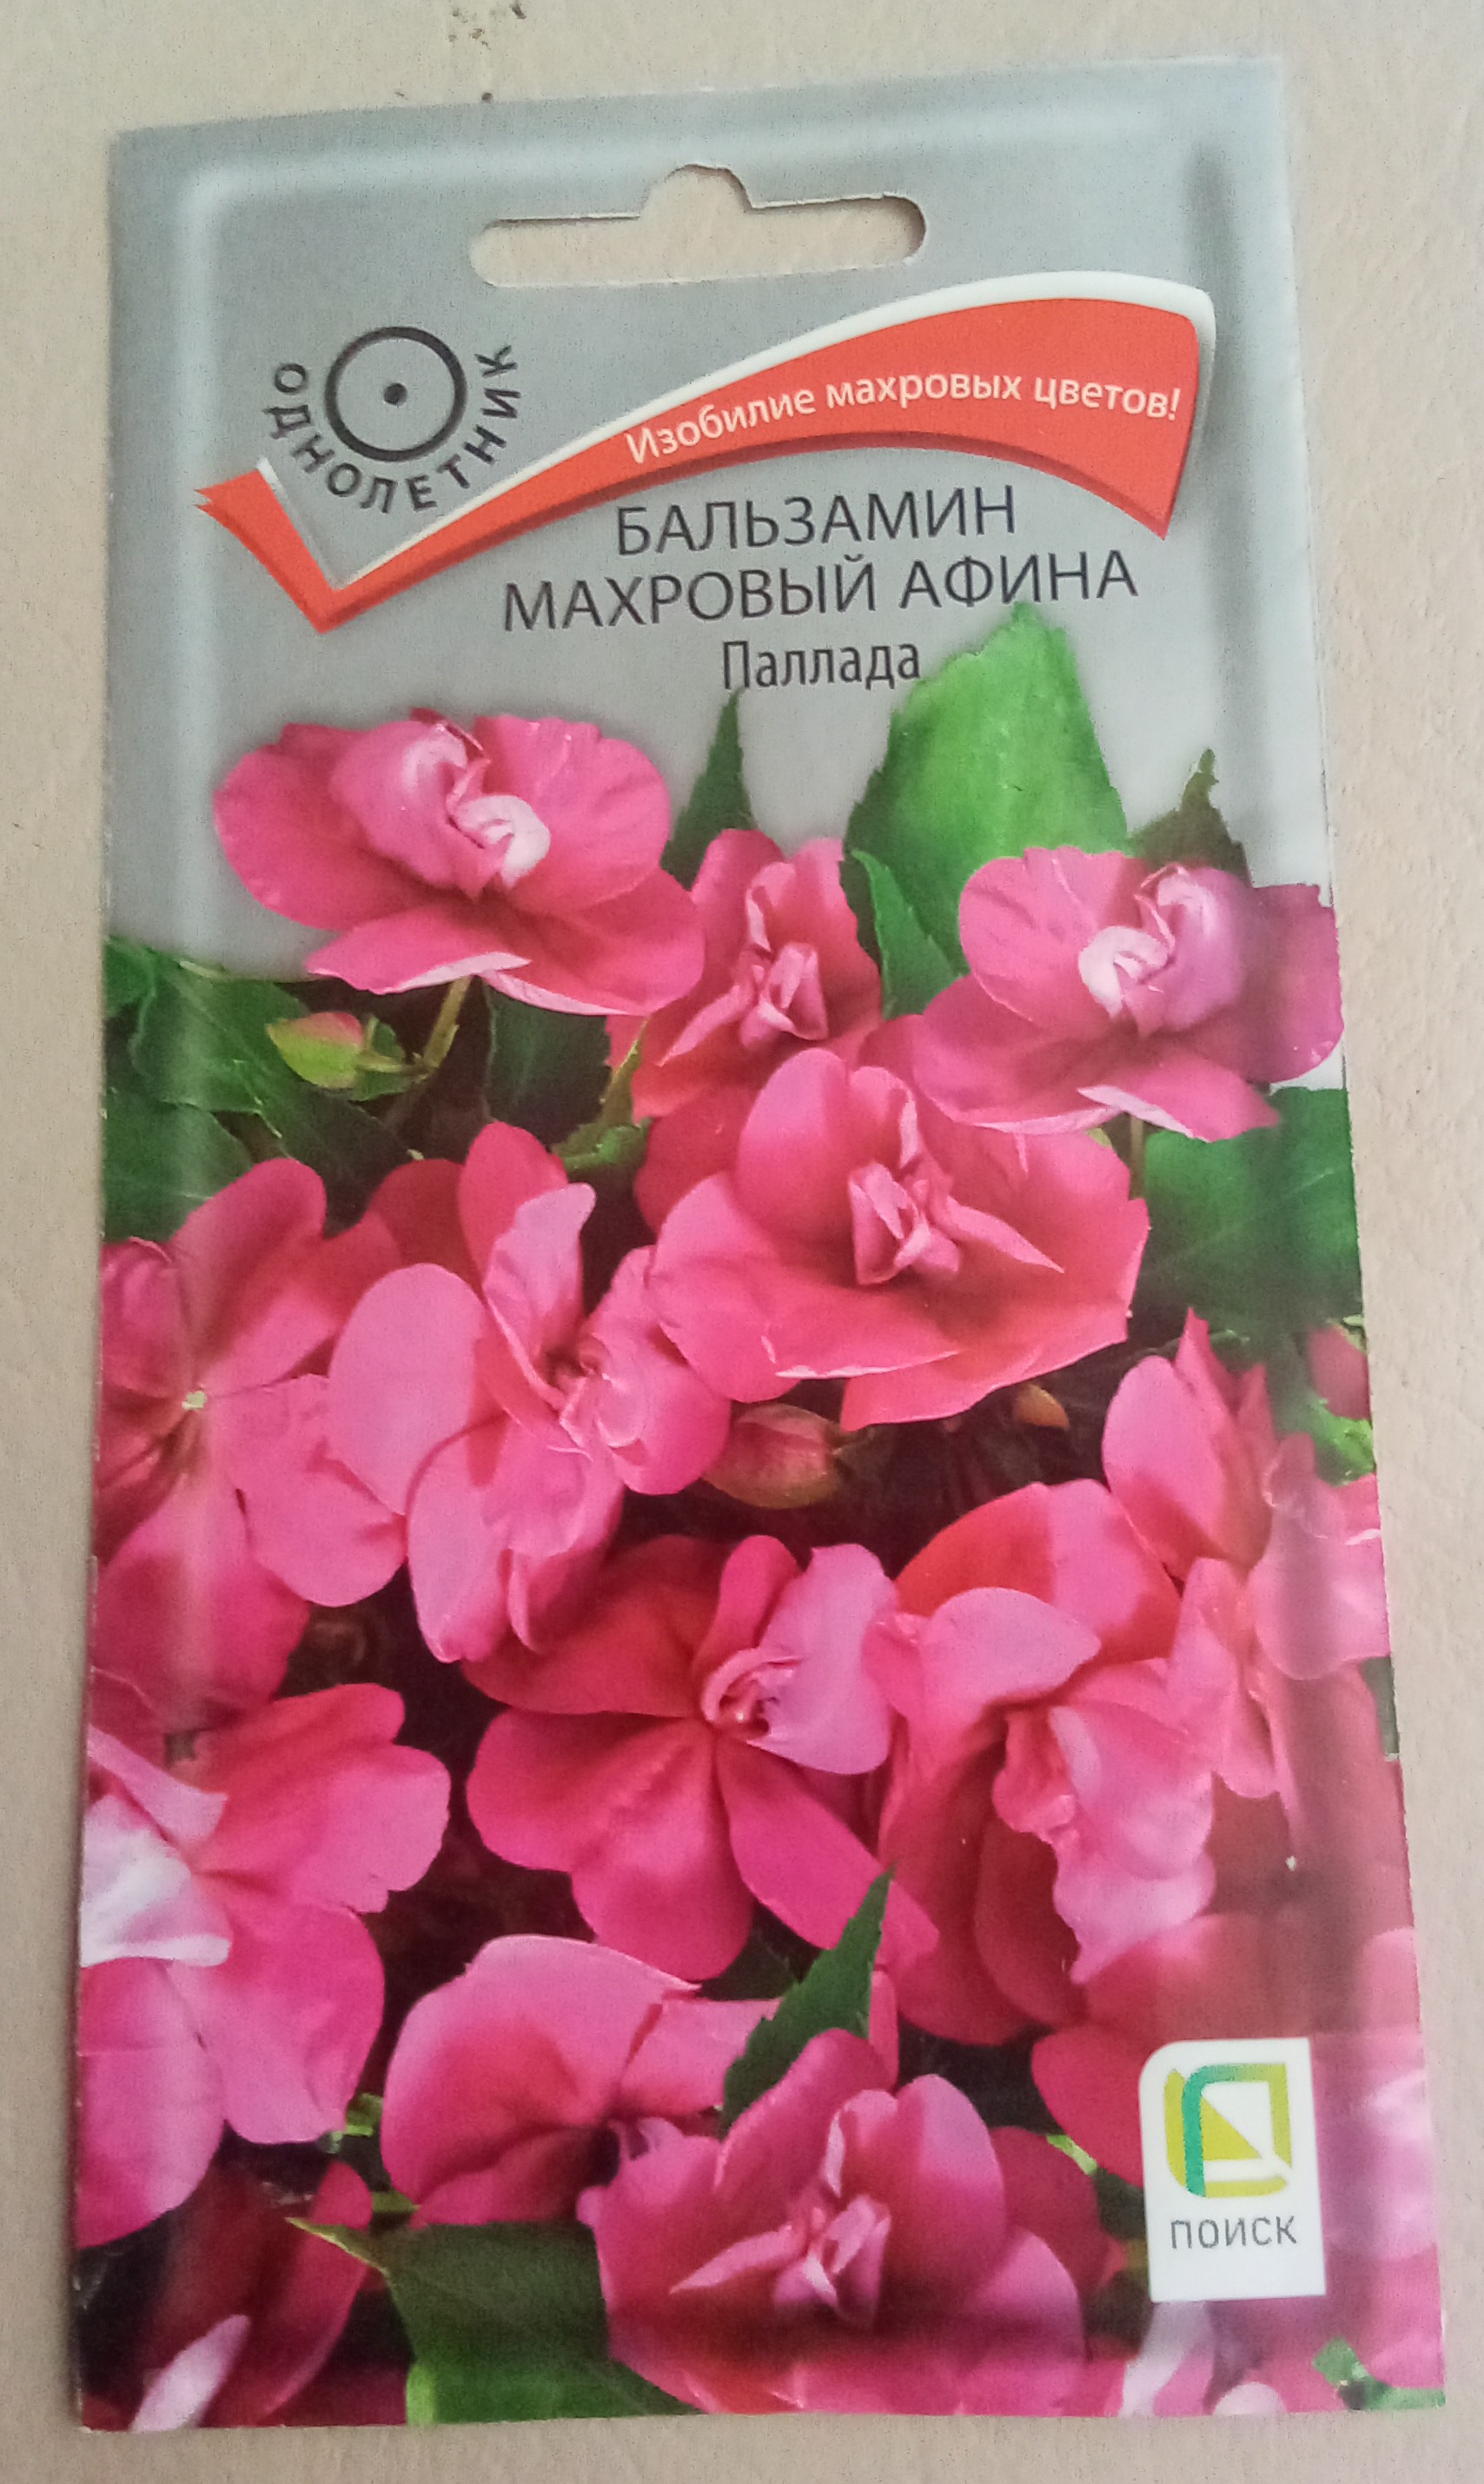 ОДНОЛЕТНИК
Изобилие махровых цветов!
БАЛЬЗАМИН
МАХРОВЫЙ АФИНА
Паллада
ПОИСК